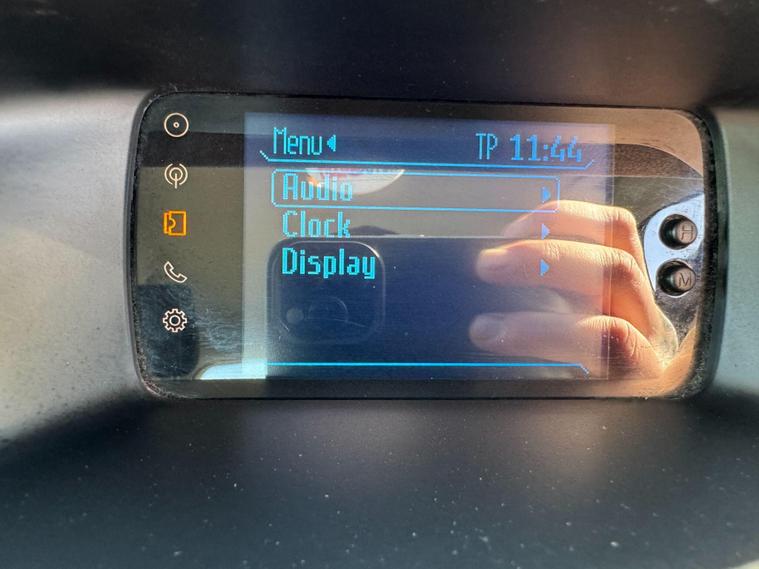 Menu TP 11:44
Audio
Clock
Display
H
M